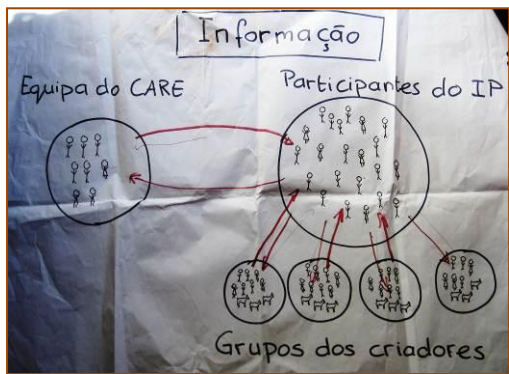 Informação
Equipa do CARE
Participantes do IP
Grupos dos criadores